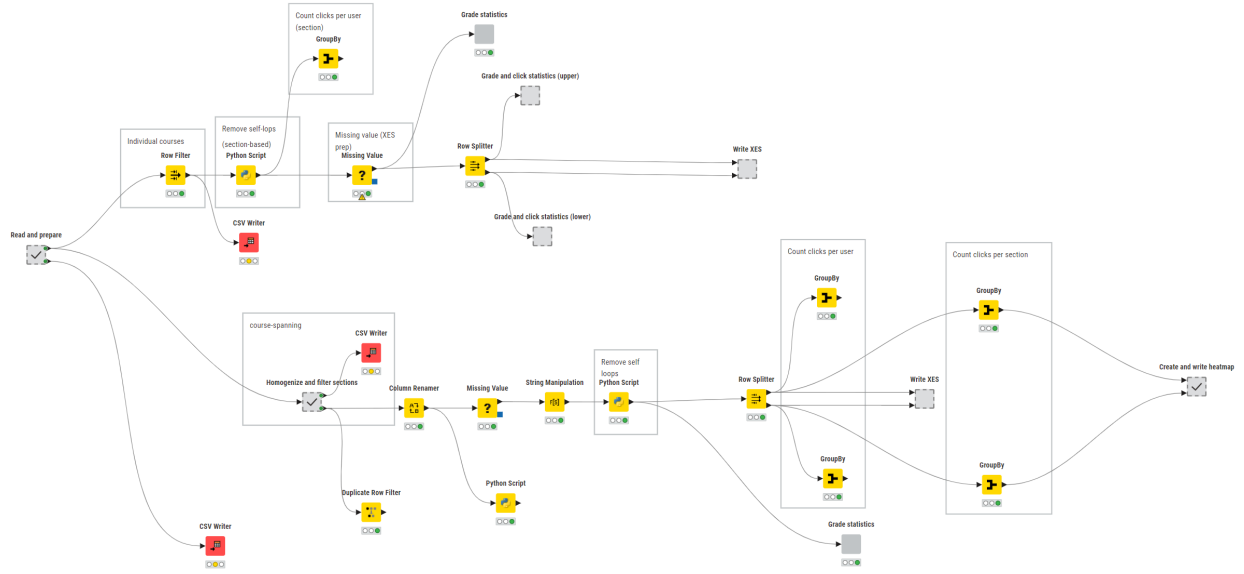 Grade statistics
Count clicks per user
(section)
GroupBy
Grade and click statistics (upper)
Individual courses
Row Filter
Remove self-lops
(section-based)
Python Script
Missing value (XES
prep)
Missing Value
Row Splitter
Write XES
CSV Writer
Grade and click statistics (lower)
Read and prepare
Count clicks per user
GroupBy
Count clicks per section
GroupBy
course-spanning
CSV Writer
Homogenize and filter sections
Column Renamer
Missing Value
String Manipulation
Remove self
loops
Python Script
Row Splitter
Write XES
Create and write heatmap
GroupBy
GroupBy
Duplicate Row Filter
Python Script
CSV Writer
Grade statistics